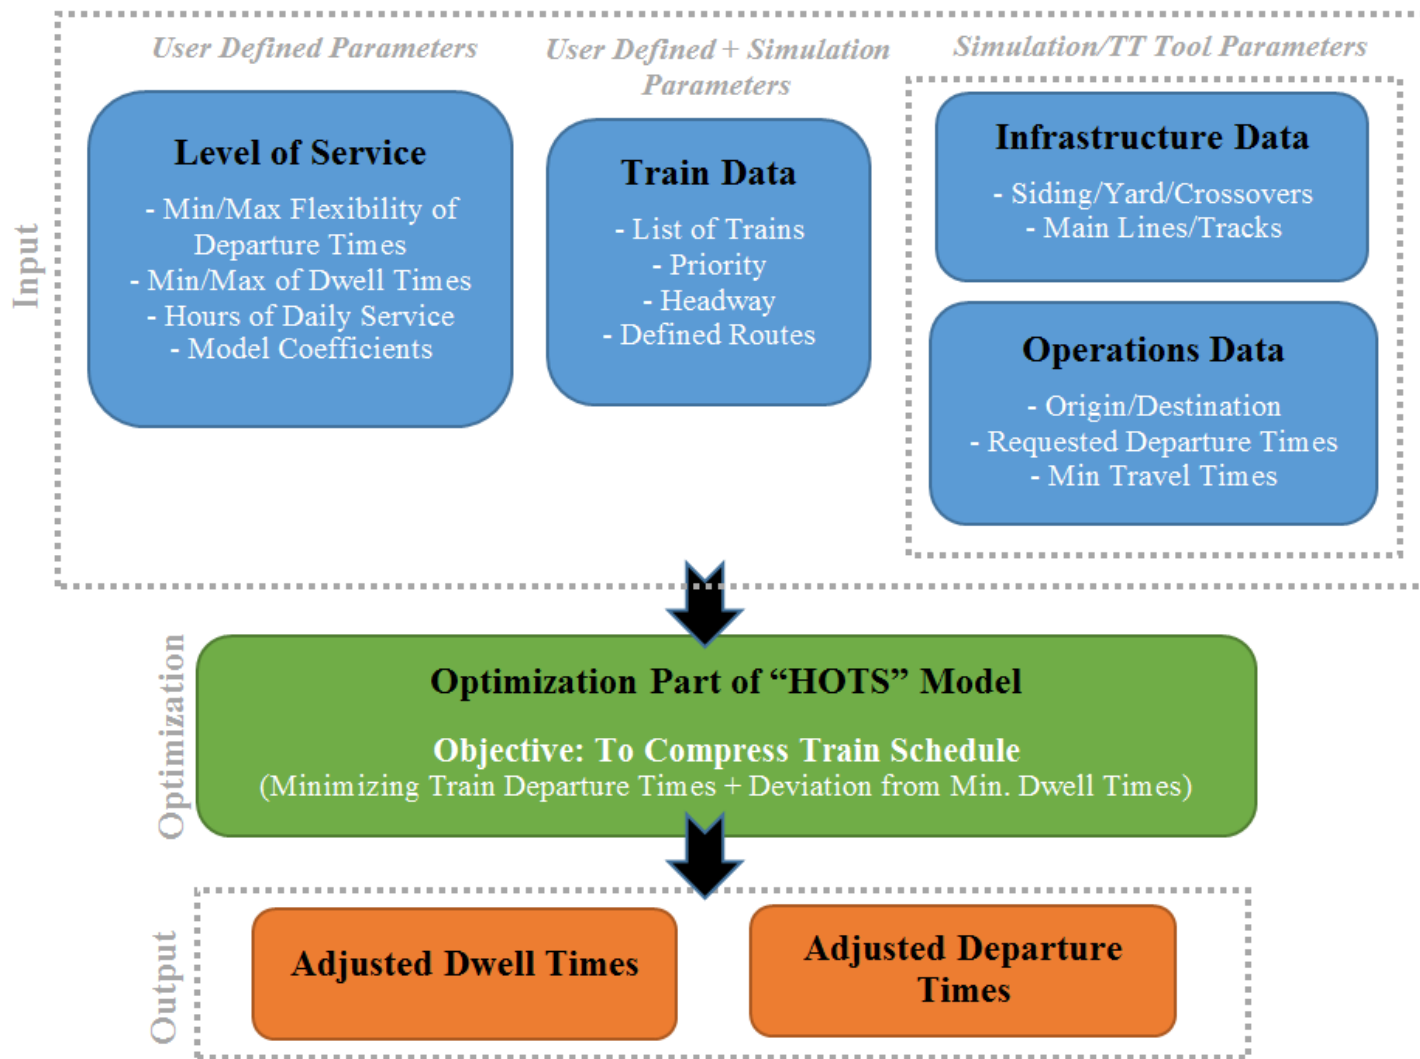 User Defined Parameters
User Defined + Simulation
Parameters
Simulation/TT Tool Parameters
Input
Level of Service
- Min/Max Flexibility of
Departure Times
- Min/Max of Dwell Times
- Hours of Daily Service
- Model Coefficients
Train Data
- List of Trains
- Priority
- Headway
- Defined Routes
Infrastructure Data
- Siding/Yard/Crossovers
- Main Lines/Tracks
Operations Data
- Origin/Destination
- Requested Departure Times
- Min Travel Times
Optimization
Optimization Part of “HOTS” Model
Objective: To Compress Train Schedule
(Minimizing Train Departure Times + Deviation from Min. Dwell Times)
Output
Adjusted Dwell Times
Adjusted Departure
Times